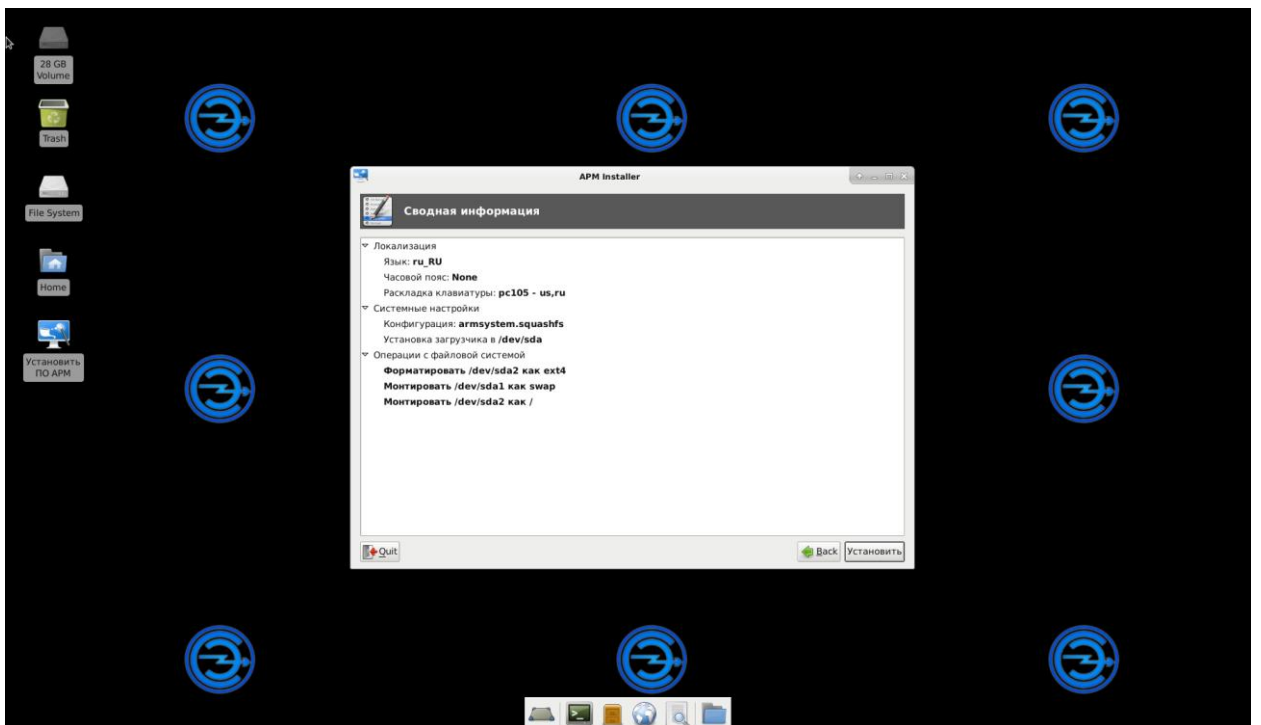 28 GB
Volume
Trash
File System
Home
Установить
ПО АРМ
APM Installer
Сводная информация
Локализация
Язык: ru_RU
Часовой пояс: None
Раскладка клавиатуры: pc105 - us,ru
Системные настройки
Конфигурация: armsystem.squashfs
Установка загрузчика в /dev/sda
Операции с файловой системой
Форматировать /dev/sda2 как ext4
Монтировать /dev/sda1 как swap
Монтировать /dev/sda2 как /
Quit
Back
Установить